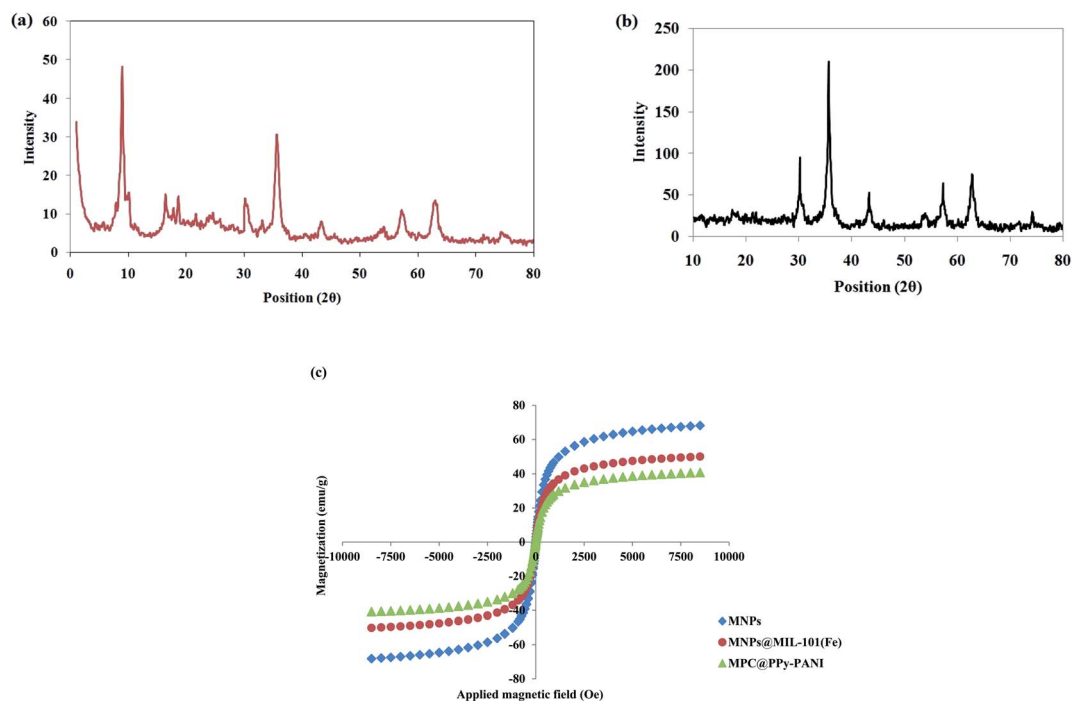 (a)
60
50
40
30
20
10
0
Intensity
0 10 20 30 40 50 60 70 80
Position (2θ)
(b)
250
200
150
100
50
0
Intensity
10 20 30 40 50 60 70 80
Position (2θ)
(c)
80
60
40
20
0
-20
-40
-60
-80
Magnetization (emu/g)
-10000 -7500 -5000 -2500 0 2500 5000 7500 10000
Applied magnetic field (Oe)
MNPs
MNPs@MIL-101(Fe)
MPC@PPy-PANI